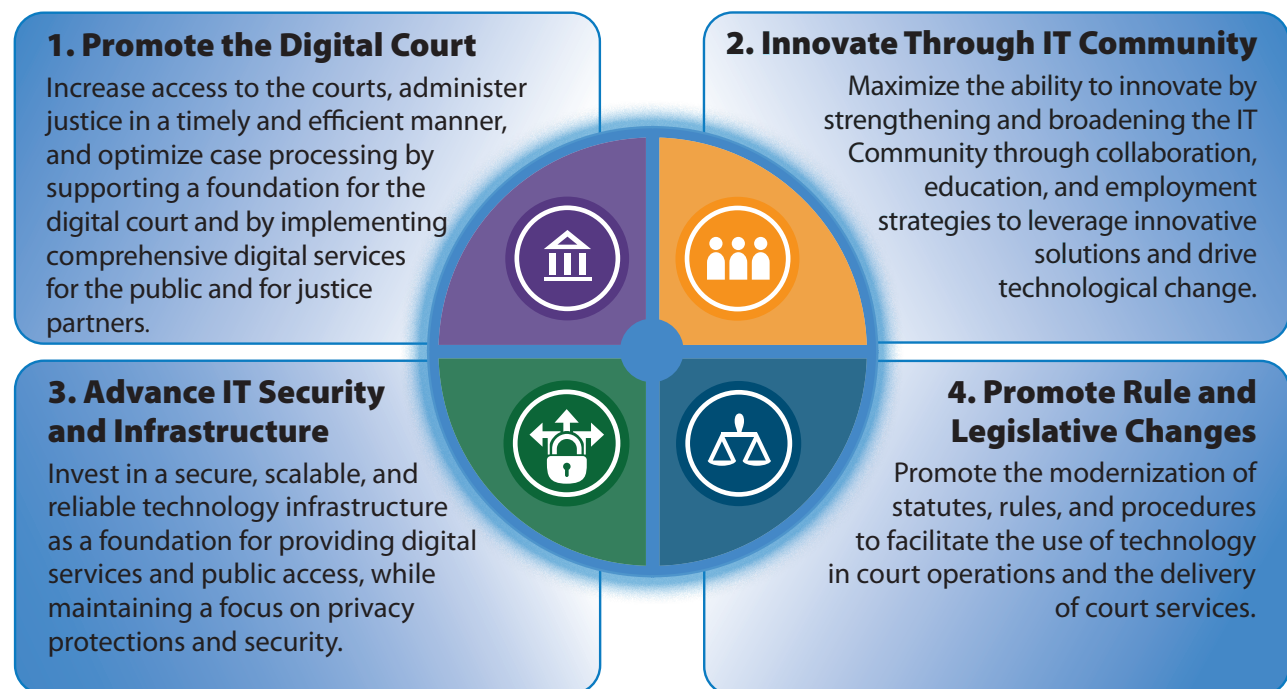 1. Promote the Digital Court
Increase access to the courts, administer
justice in a timely and efficient manner,
and optimize case processing by
supporting a foundation for the
digital court and by implementing
comprehensive digital services
for the public and for justice
partners.
2. Innovate Through IT Community
Maximize the ability to innovate by
strengthening and broadening the IT
Community through collaboration,
education, and employment
strategies to leverage innovative
solutions and drive
technological change.
3. Advance IT Security
and Infrastructure
Invest in a secure, scalable, and
reliable technology infrastructure
as a foundation for providing digital
services and public access, while
maintaining a focus on privacy
protections and security.
4. Promote Rule and
Legislative Changes
Promote the modernization of
statutes, rules, and procedures
to facilitate the use of technology
in court operations and the delivery
of court services.